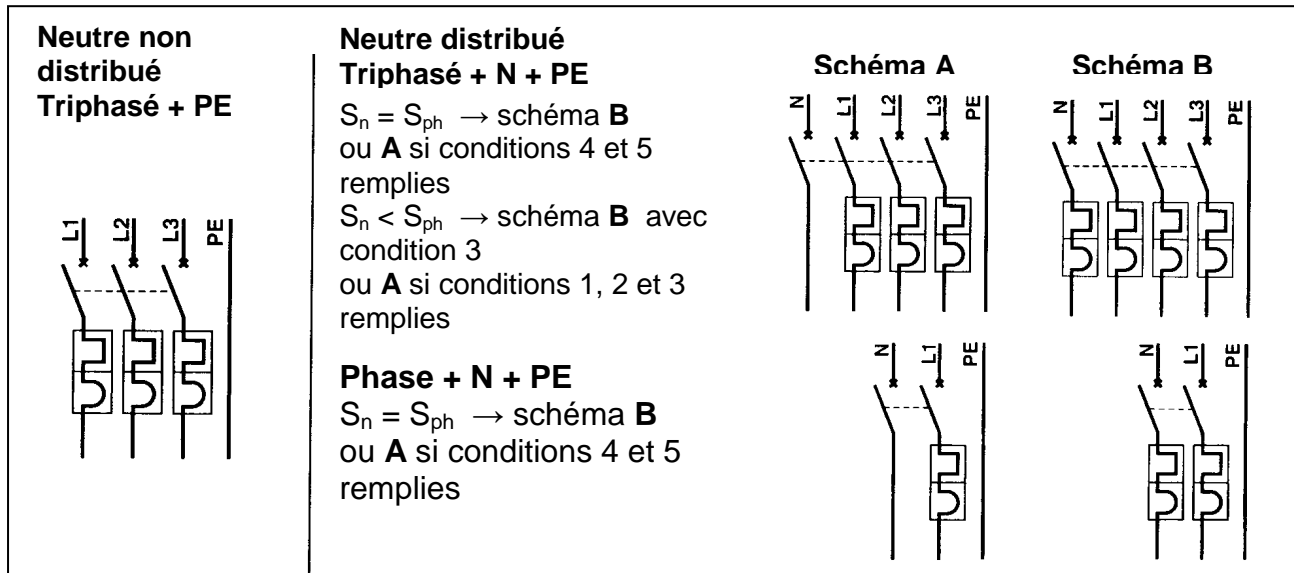 Neutre non
distribué
Triphasé + PE
L1
L2
L3
PE
Neutre distribué
Triphasé + N + PE
Sn = Sph → schéma B
ou A si conditions 4 et 5
remplies
Sn < Sph → schéma B avec
condition 3
ou A si conditions 1, 2 et 3
remplies
Phase + N + PE
Sn = Sph → schéma B
ou A si conditions 4 et 5
remplies
Schéma A
N
L1
L2
L3
PE
Schéma B
N
L1
L2
L3
PE
N
L1
PE
N
L1
PE